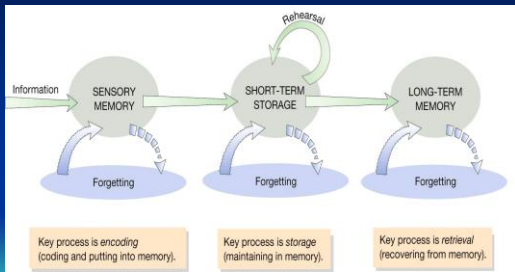 Rehearsal
Information
SENSORY
MEMORY
SHORT-TERM
STORAGE
LONG-TERM
MEMORY
Forgetting
Forgetting
Forgetting
Key process is encoding
(coding and putting into memory).
Key process is storage
(maintaining in memory).
Key process is retrieval
(recovering from memory).